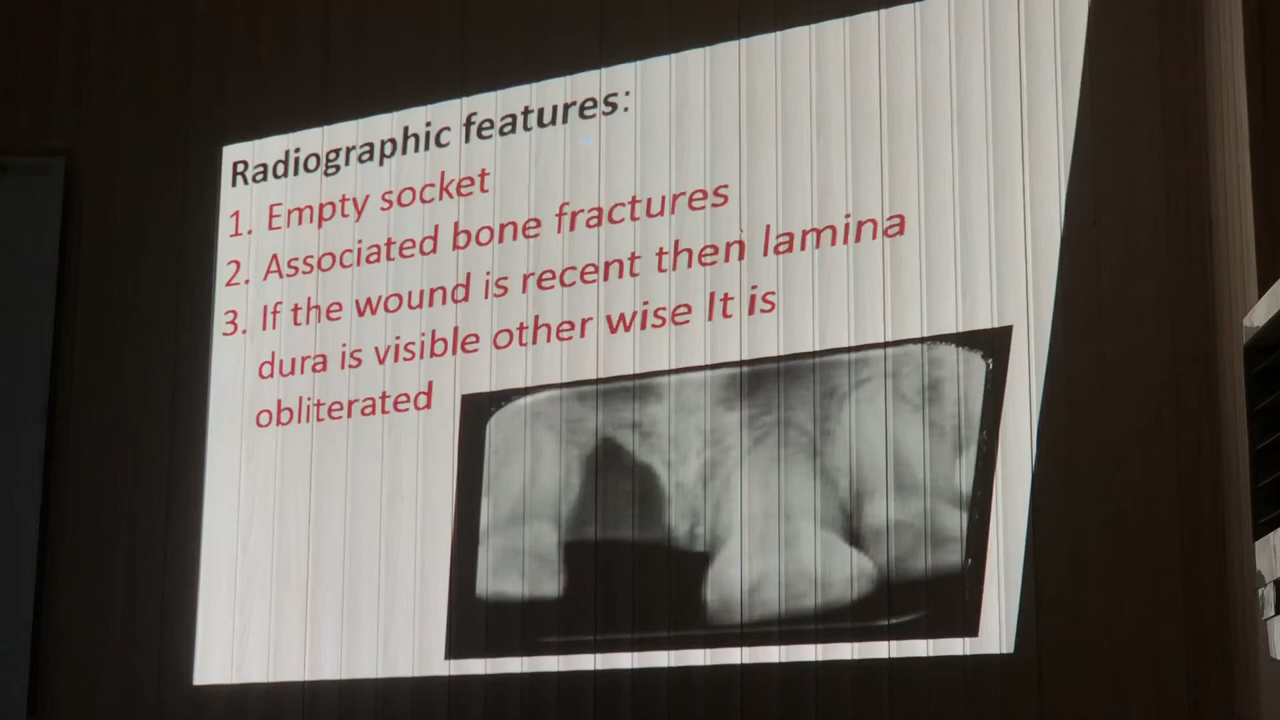 Radiographic features:
1. Empty socket
2. Associated bone fractures
3. If the wound is recent then lamina
dura is visible other wise It is
obliterated